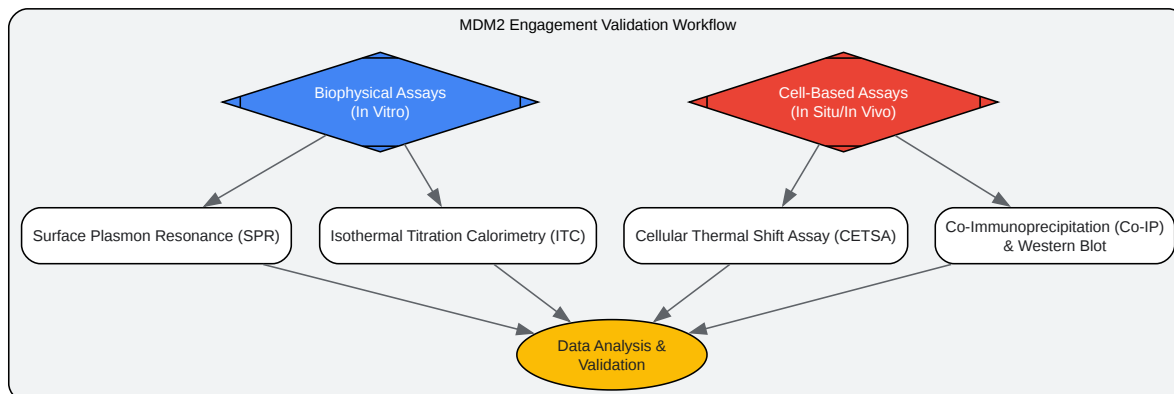 MDM2 Engagement Validation Workflow
Biophysical Assays
(In Vitro)
Cell-Based Assays
(In Situ/In Vivo)
Surface Plasmon Resonance (SPR)
Isothermal Titration Calorimetry (ITC)
Cellular Thermal Shift Assay (CETSA)
Co-Immunoprecipitation (Co-IP)
& Western Blot
Data Analysis &
Validation